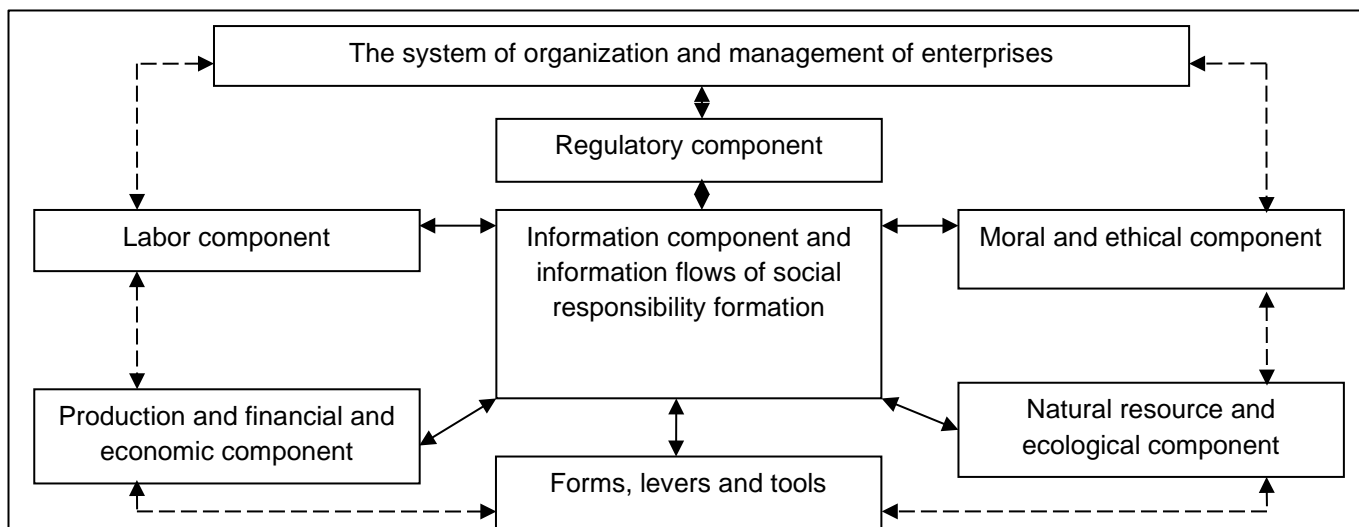 The system of organization and management of enterprises
Regulatory component
Labor component
Information component and
information flows of social
responsibility formation
Moral and ethical component
Production and financial and
economic component
Natural resource and
ecological component
Forms, levers and tools